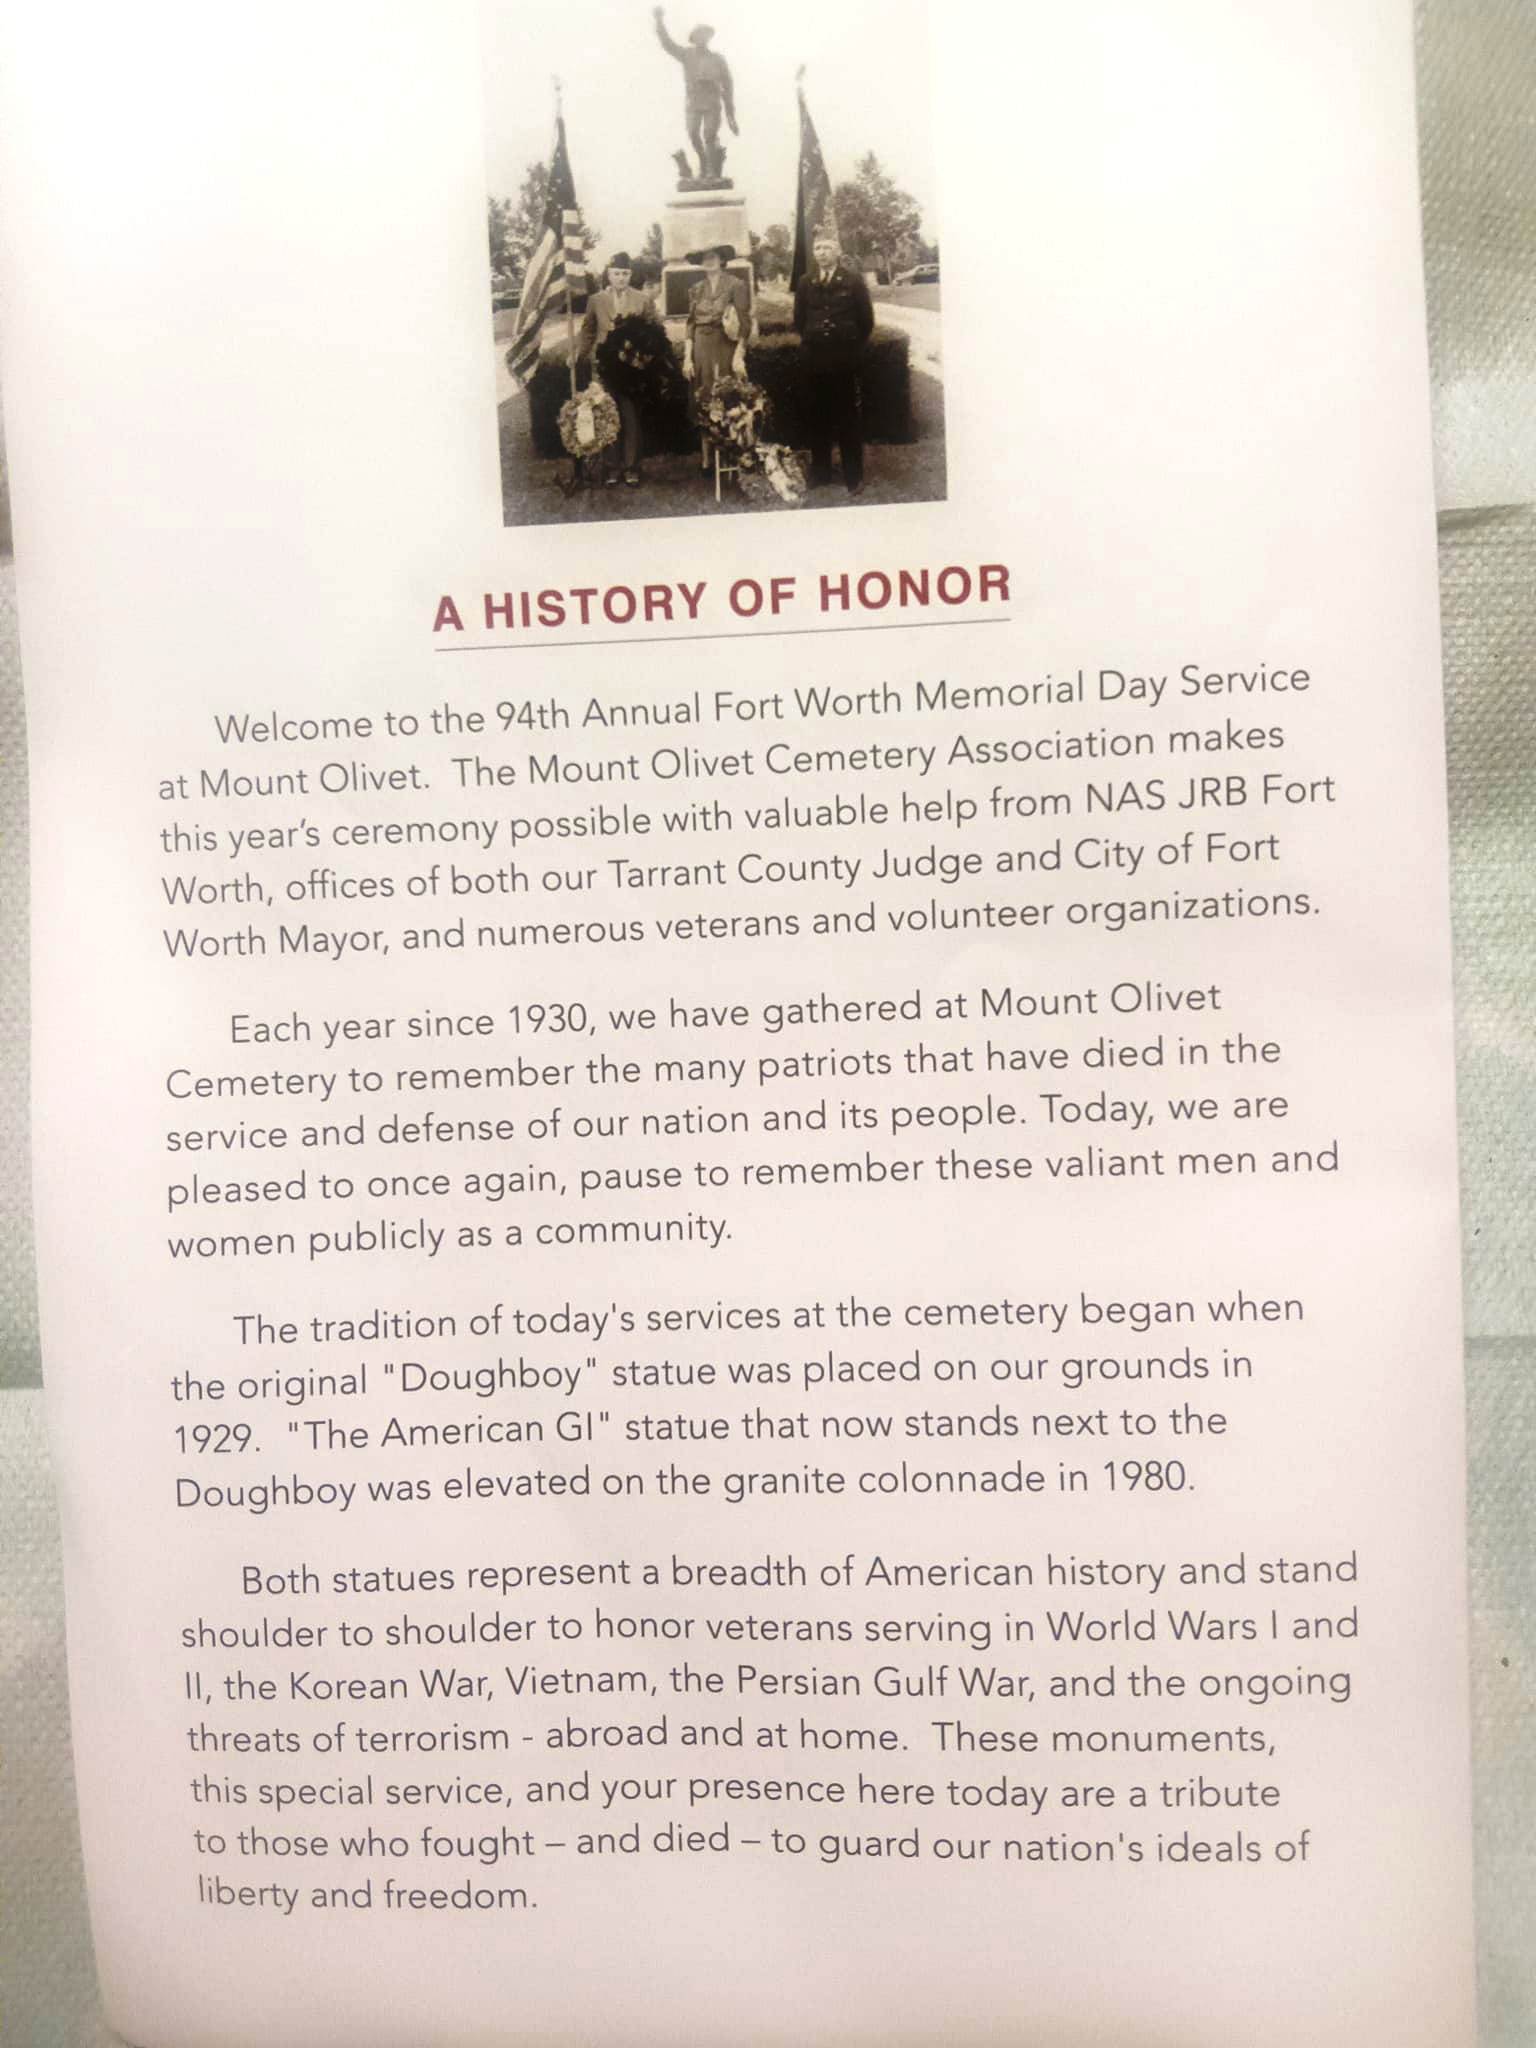 A HISTORY OF HONOR
Welcome to the 94th Annual Fort Worth Memorial Day Service
at Mount Olivet.  The Mount Olivet Cemetery Association makes
this year's ceremony possible with valuable help from NAS JRB Fort
Worth, offices of both our Tarrant County Judge and City of Fort
Worth Mayor, and numerous veterans and volunteer organizations.
Each year since 1930, we have gathered at Mount Olivet
Cemetery to remember the many patriots that have died in the
service and defense of our nation and its people. Today, we are
pleased to once again, pause to remember these valiant men and
women publicly as a community.
The tradition of today's services at the cemetery began when
the original "Doughboy" statue was placed on our grounds in
1929.  "The American GI" statue that now stands next to the
Doughboy was elevated on the granite colonnade in 1980.
Both statues represent a breadth of American history and stand
shoulder to shoulder to honor veterans serving in World Wars I and
II, the Korean War, Vietnam, the Persian Gulf War, and the ongoing
threats of terrorism - abroad and at home.  These monuments,
this special service, and your presence here today are a tribute
to those who fought – and died – to guard our nation's ideals of
liberty and freedom.